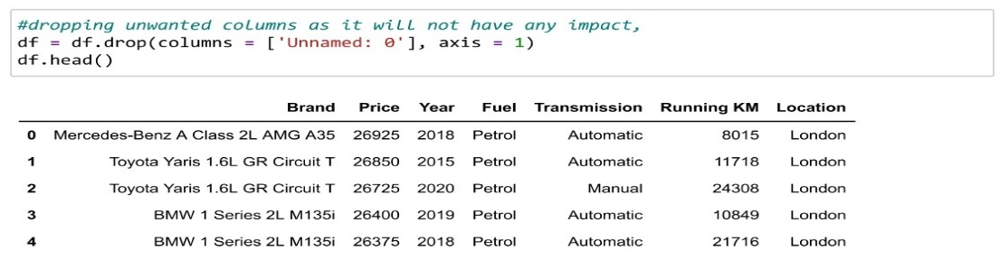 #dropping unwanted columns as it will not have any impact,
df = df.drop(columns = ['Unnamed: 0'], axis = 1)
df.head()
Brand Price Year Fuel Transmission Running KM Location
0 Mercedes-Benz A Class 2L AMG A35 26925 2018 Petrol Automatic 8015 London
1 Toyota Yaris 1.6L GR Circuit T 26850 2015 Petrol Automatic 11718 London
2 Toyota Yaris 1.6L GR Circuit T 26725 2020 Petrol Manual 24308 London
3 BMW 1 Series 2L M135i 26400 2019 Petrol Automatic 10849 London
4 BMW 1 Series 2L M135i 26375 2018 Petrol Automatic 21716 London